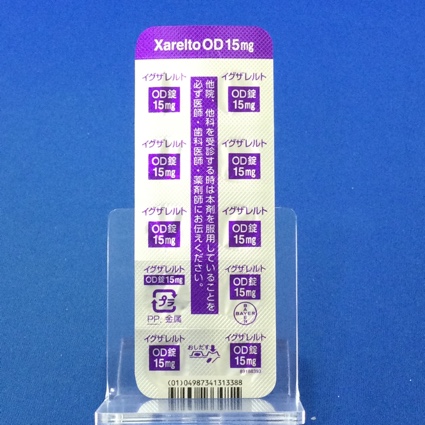 Xarelto OD 15mg
イグザレルト
OD錠
15mg
イグザレルト
OD錠
15mg
他院、他科を受診する時は本剤を服用していることを
必ず医師・歯科医師・薬剤師にお伝えください。
イグザレルト
OD錠
15mg
イグザレルト
OD錠
15mg
イグザレルト
OD錠
15mg
イグザレルト
OD錠
15mg
イグザレルト
OD錠15mg
プラ
PP,金属
イグザレルト
OD錠
15mg
BAYER
イグザレルト
OD錠
15mg
おしだす
イグザレルト
OD錠
15mg
(01)04987341313388